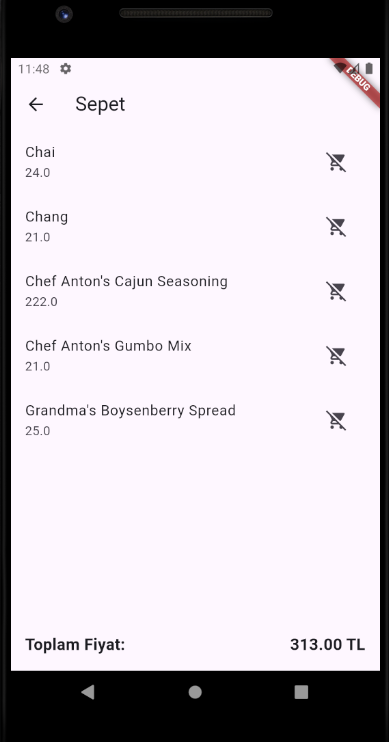 11:48
DEBUG
Sepet
Chai
24.0
Chang
21.0
Chef Anton's Cajun Seasoning
222.0
Chef Anton's Gumbo Mix
21.0
Grandma's Boysenberry Spread
25.0
Toplam Fiyat: 313.00 TL